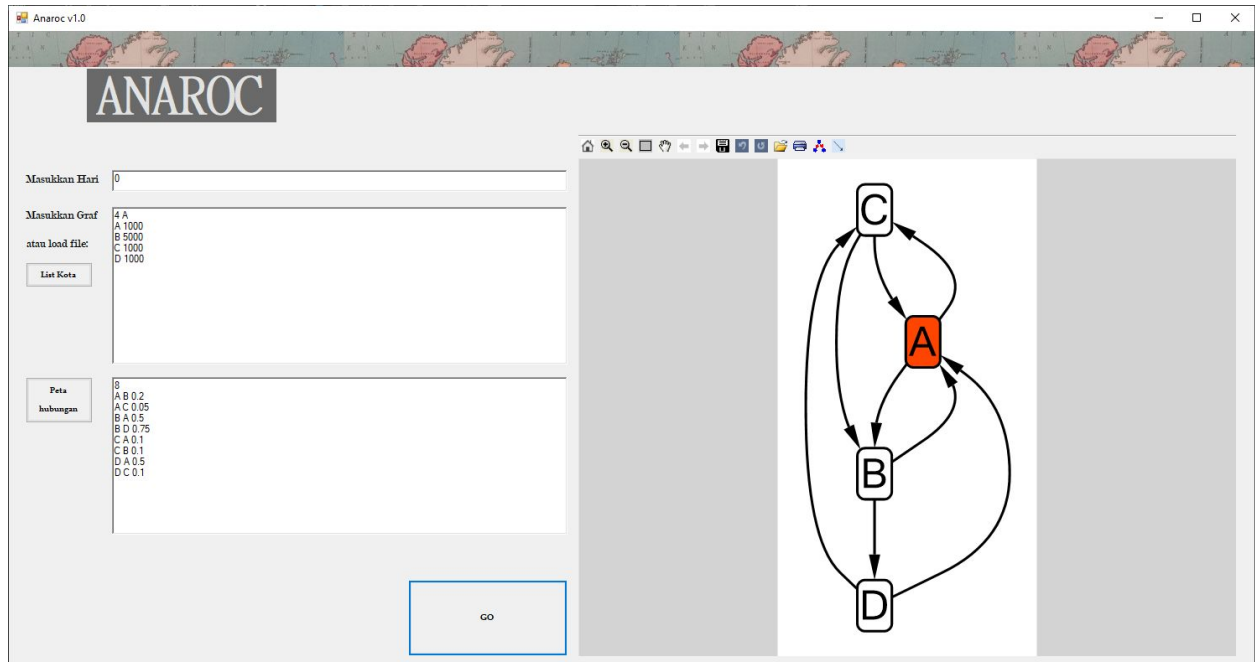 Anaroc v1.0
ANAROC
Masukkan Hari
0
Masukkan Graf
atau load file:
List Kota
4 A
A 1000
B 5000
C 1000
D 1000
Peta
hubungan
8
A B 0.2
A C 0.05
B A 0.5
B D 0.75
C A 0.1
C B 0.1
D A 0.5
D C 0.1
GO
C
A
B
D